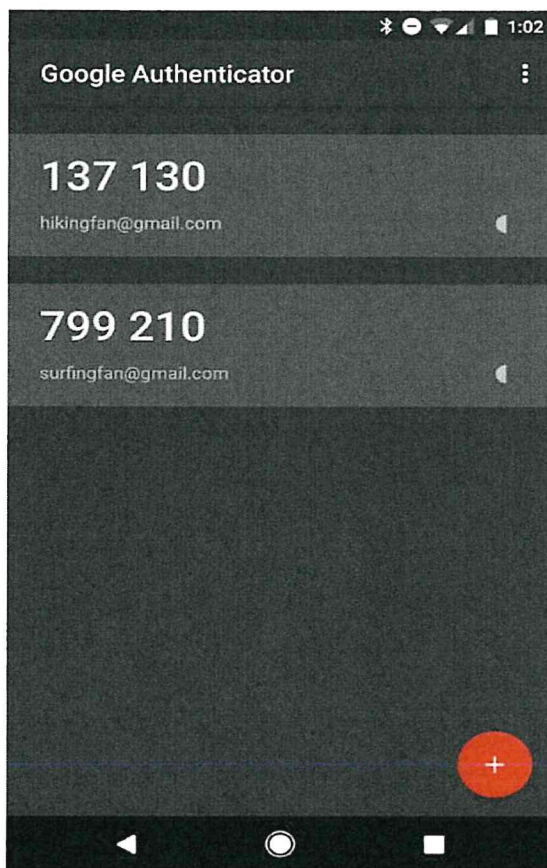 1:02
Google Authenticator
137 130
hikingfan@gmail.com
799 210
surfingfan@gmail.com
+